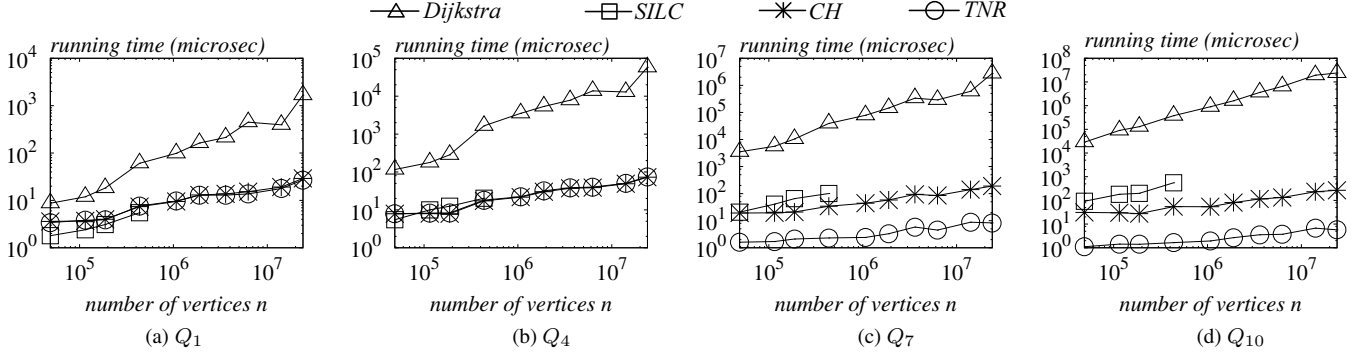 Dijkstra SILC CH TNR
running time (microsec) running time (microsec) running time (microsec) running time (microsec)
10^4 10^3 10^2 10^1 10^0
10^5 10^4 10^3 10^2 10^1 10^0
10^7 10^6 10^5 10^4 10^3 10^2 10^1 10^0
10^8 10^7 10^6 10^5 10^4 10^3 10^2 10^1 10^0
10^5 10^6 10^7 10^5 10^6 10^7 10^5 10^6 10^7 10^5 10^6 10^7
number of vertices n number of vertices n number of vertices n number of vertices n
(a) Q1 (b) Q4 (c) Q7 (d) Q10